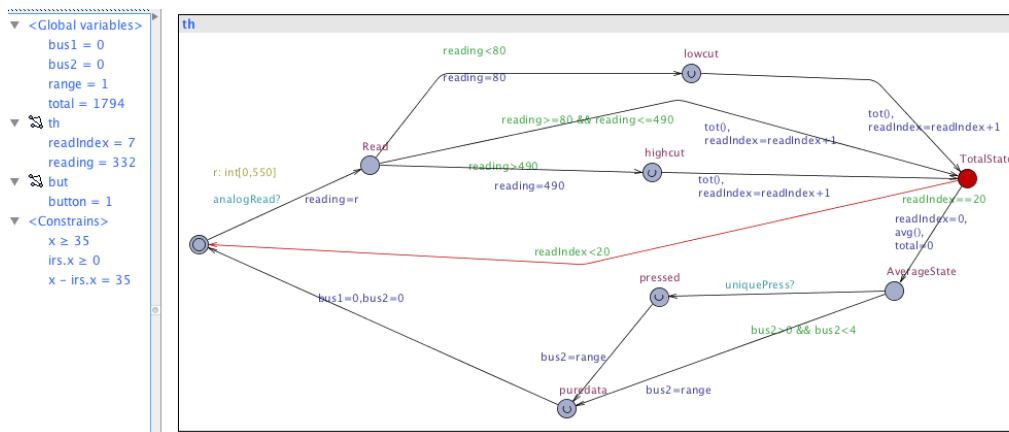 <Global variables>
bus1 = 0
bus2 = 0
range = 1
total = 1794
th
readIndex = 7
reading = 332
but
button = 1
<Constrains>
x ≥ 35
irs.x ≥ 0
x - irs.x = 35
th
reading<80
lowcut
reading=80
tot(),
readIndex=readIndex+1
reading>=80 && reading<=490
tot(),
readIndex=readIndex+1
Read
highcut
reading>490
reading=490
tot(),
readIndex=readIndex+1
TotalState
r: int[0,550]
analogRead?
reading=r
readIndex==20
readIndex=0,
avg(),
total=0
readIndex<20
AverageState
pressed
uniquePress?
bus1=0,bus2=0
bus2>0 && bus2<4
bus2=range
puredata
bus2=range